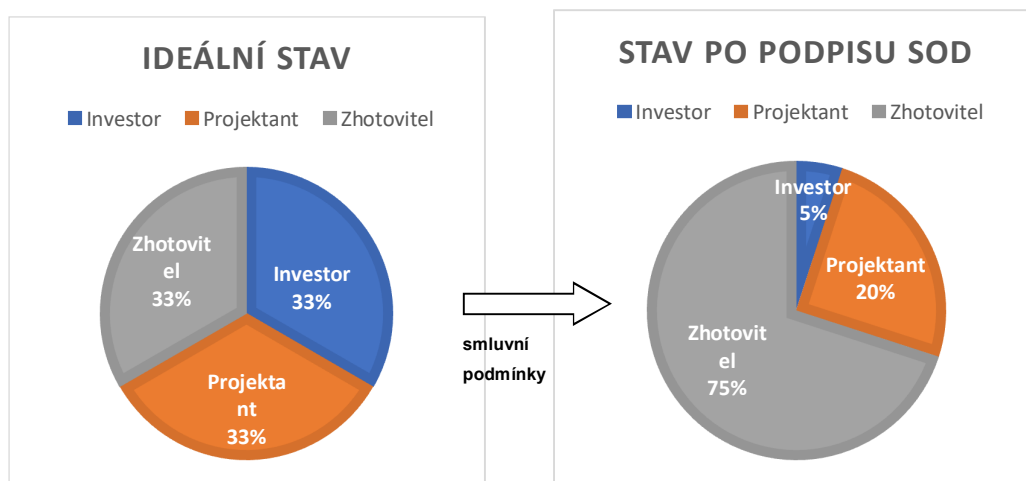 IDEÁLNÍ STAV
Investor Projektant Zhotovitel
Zhotovit
el
33%
Investor
33%
Projekta
nt
33%
smluvní
podmínky
STAV PO PODPISU SOD
Investor Projektant Zhotovitel
Investor
5%
Projektant
20%
Zhotovit
el
75%